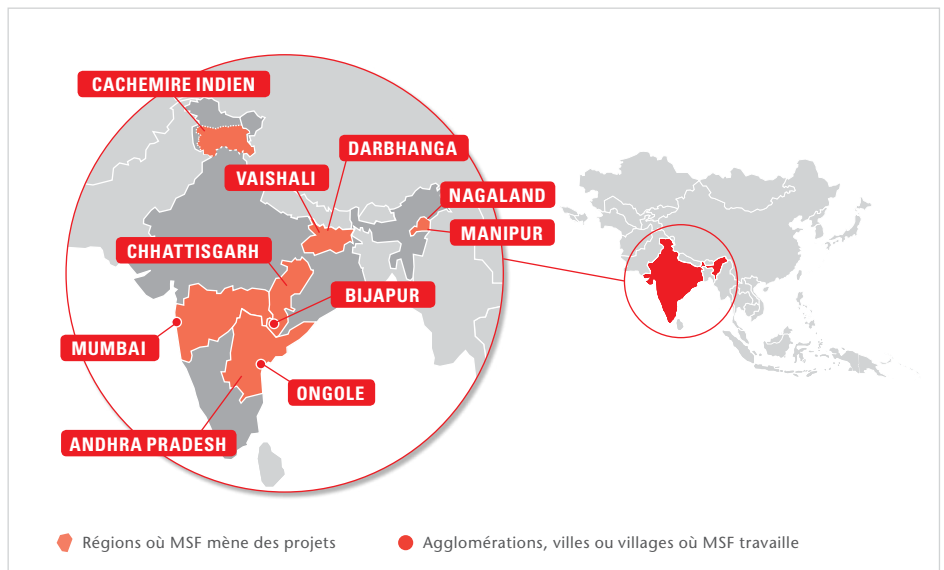 CACHEMIRE INDIEN
DARBHANGA
VAISHALI
NAGALAND
MANIPUR
CHHATTISGARH
BIJAPUR
MUMBAI
ONGOLE
ANDHRA PRADESH
Régions où MSF mène des projets
Agglomérations, villes ou villages où MSF travaille